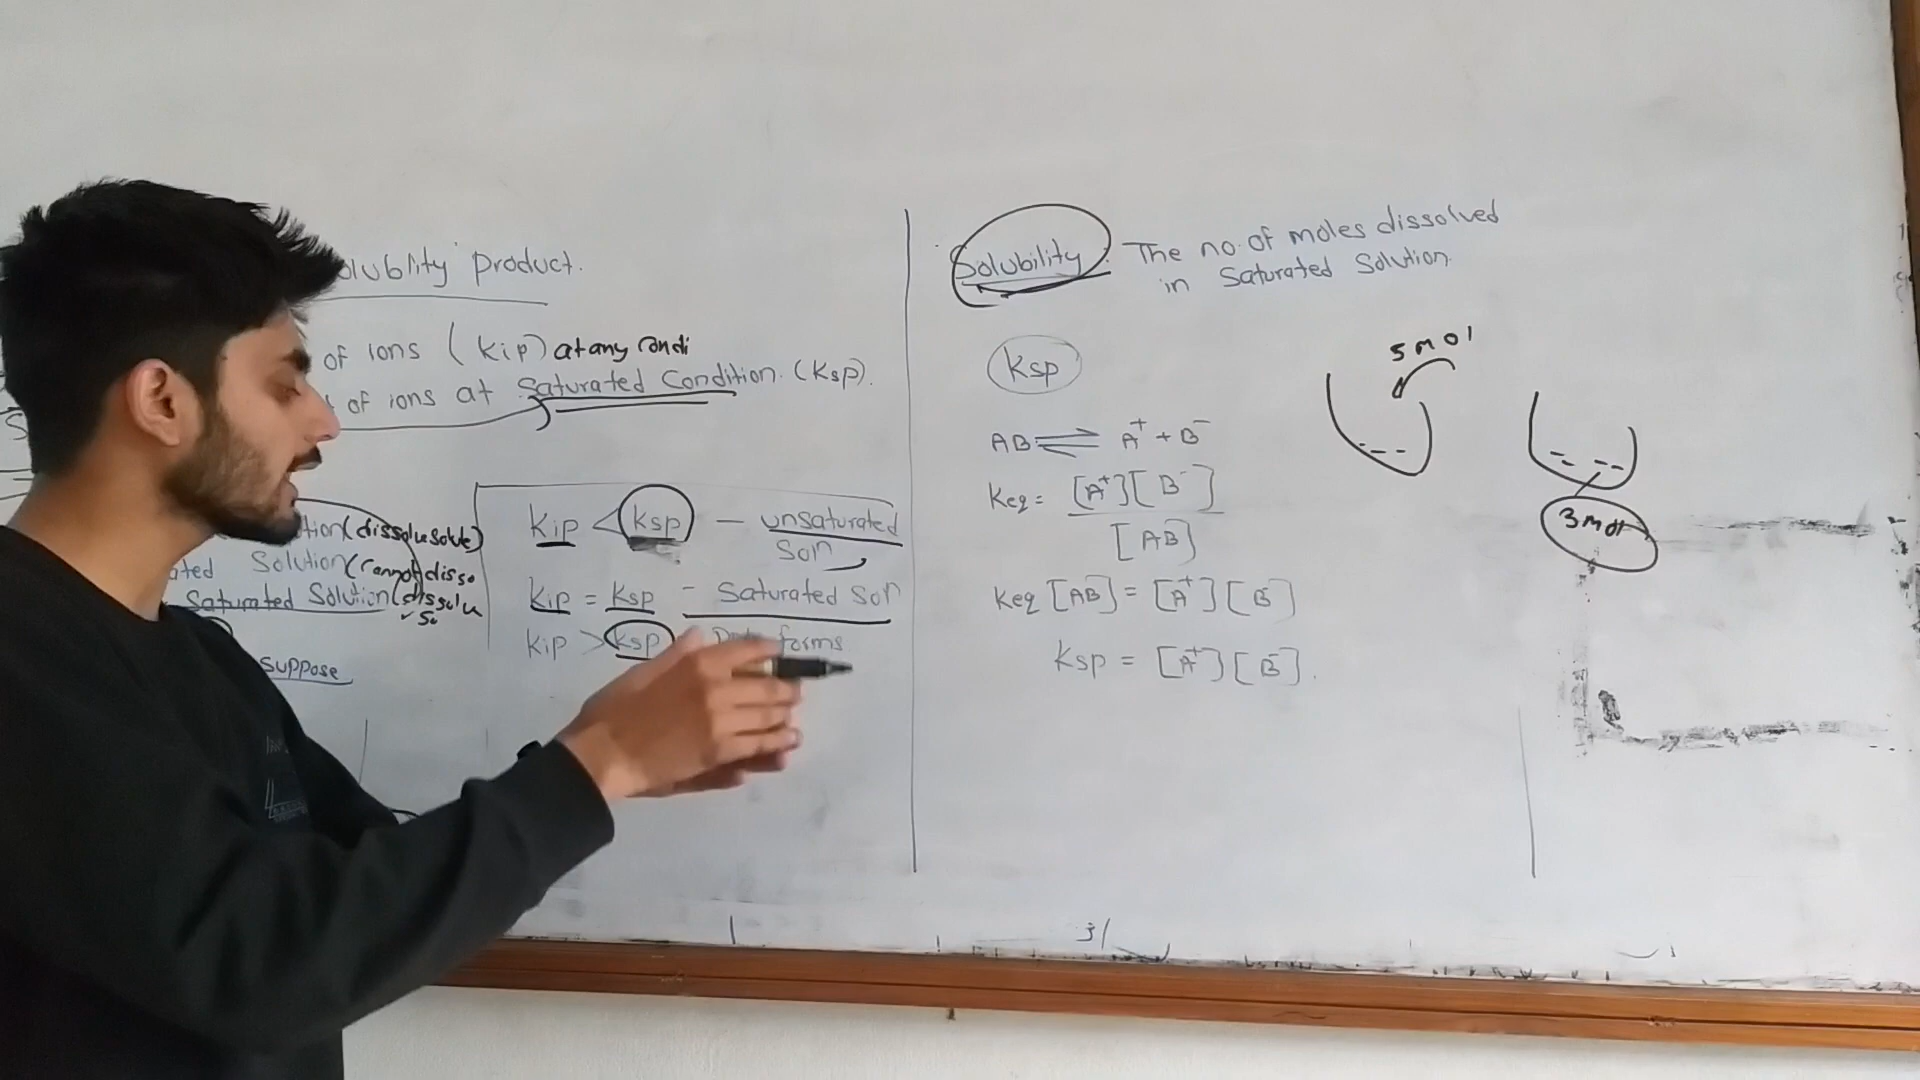 olublity product.
of ions (Kip) at any Condi
of ions at Saturated Condition. (Ksp).
tion (dissolve solute)
ated Solution (cannot disso
Saturated Solution (dissolu
suppose
Kip < Ksp — unsaturated
Soln
Kip = Ksp - Saturated Soln
Kip > Ksp forms
Solubility : The no. of moles dissolved
in Saturated Solution.
Ksp
AB ⇌ A⁺ + B⁻
Keq = [A⁺][B⁻]
[AB]
Keq [AB] = [A⁺][B⁻]
Ksp = [A⁺][B⁻].
5 mol
3 mol